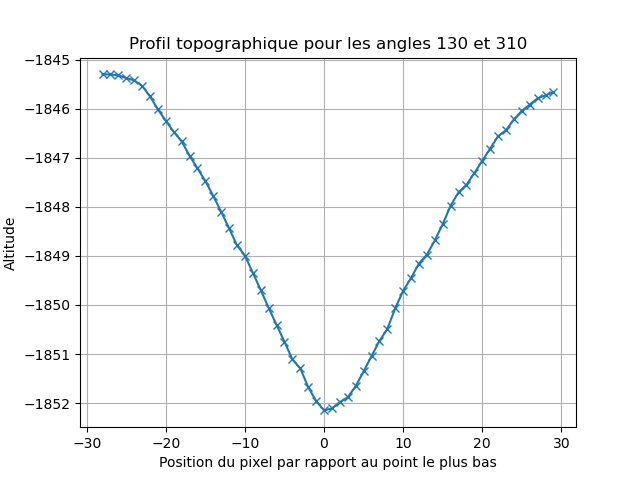 Profil topographique pour les angles 130 et 310
−1845
−1846
−1847
−1848
−1849
−1850
−1851
−1852
Altitude
−30 −20 −10 0 10 20 30
Position du pixel par rapport au point le plus bas